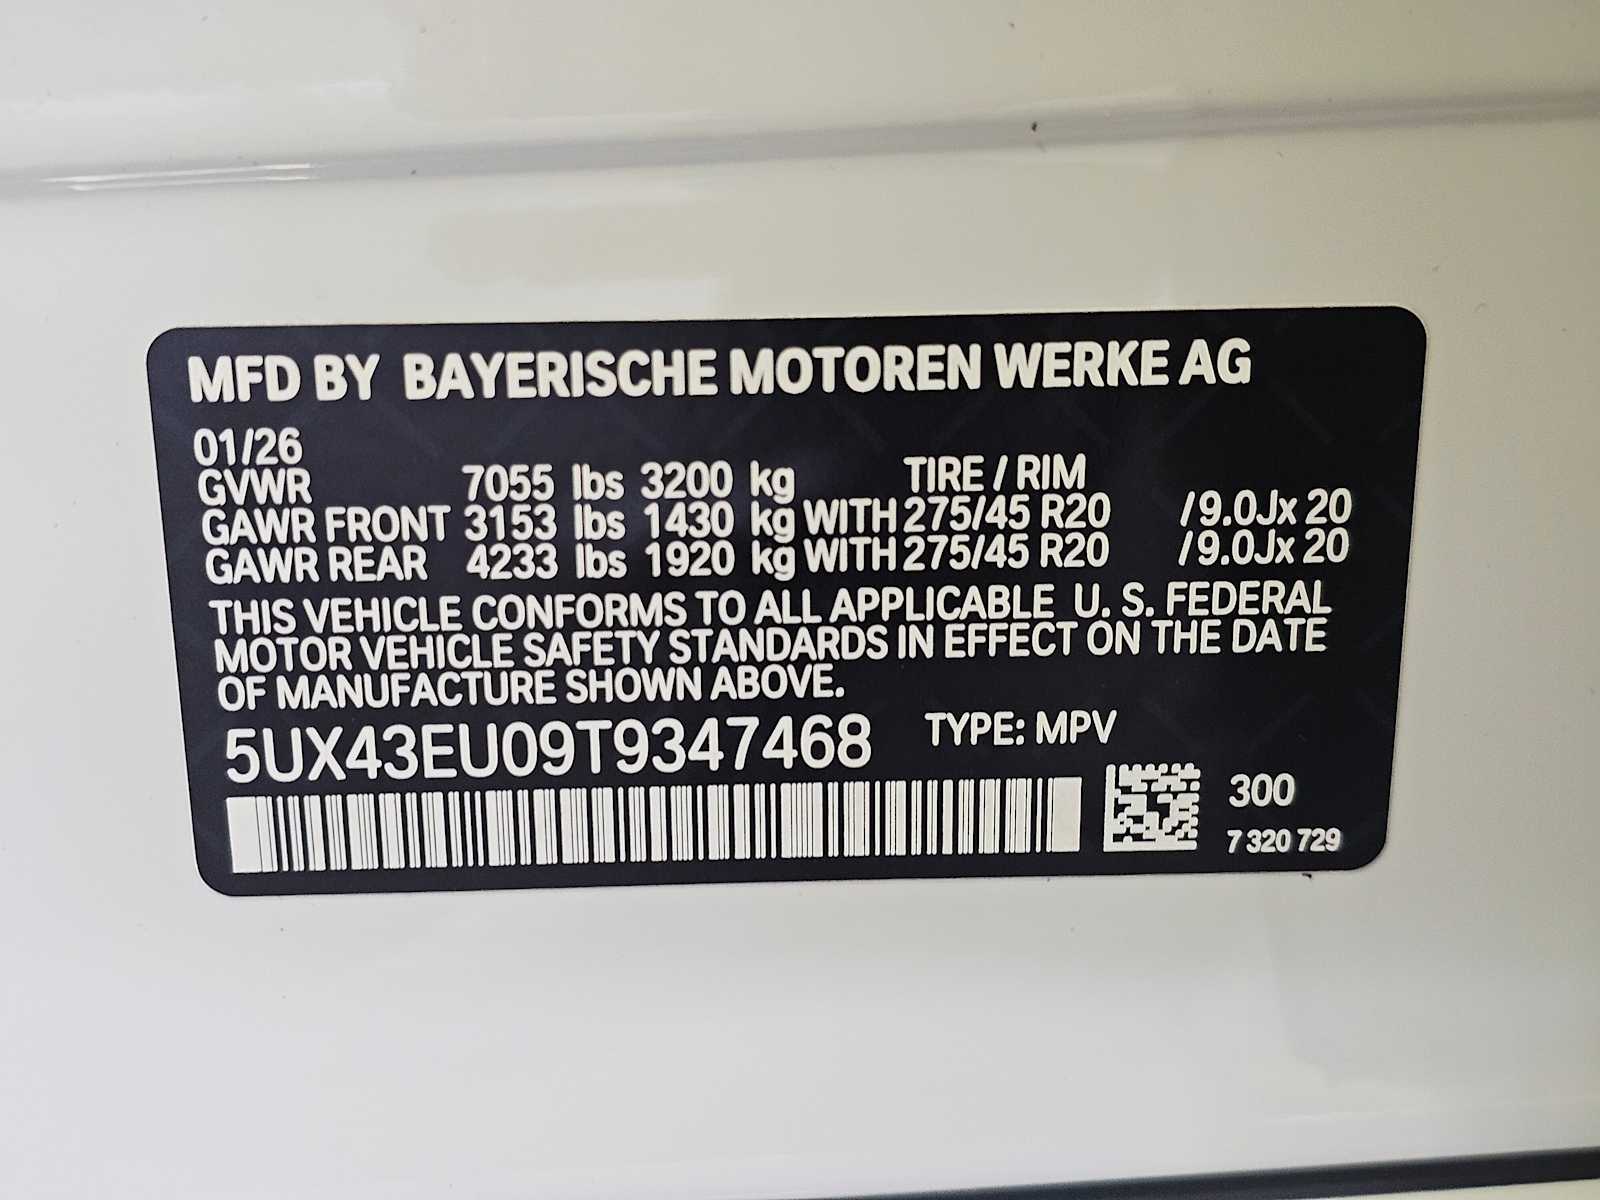 MFD BY BAYERISCHE MOTOREN WERKE AG
01/26
GVWR 7055 lbs 3200 kg TIRE / RIM
GAWR FRONT 3153 lbs 1430 kg WITH 275/45 R20 /9.0Jx 20
GAWR REAR 4233 lbs 1920 kg WITH 275/45 R20 /9.0Jx 20
THIS VEHICLE CONFORMS TO ALL APPLICABLE U. S. FEDERAL
MOTOR VEHICLE SAFETY STANDARDS IN EFFECT ON THE DATE
OF MANUFACTURE SHOWN ABOVE.
5UX43EU09T9347468 TYPE: MPV
300
7 320 729